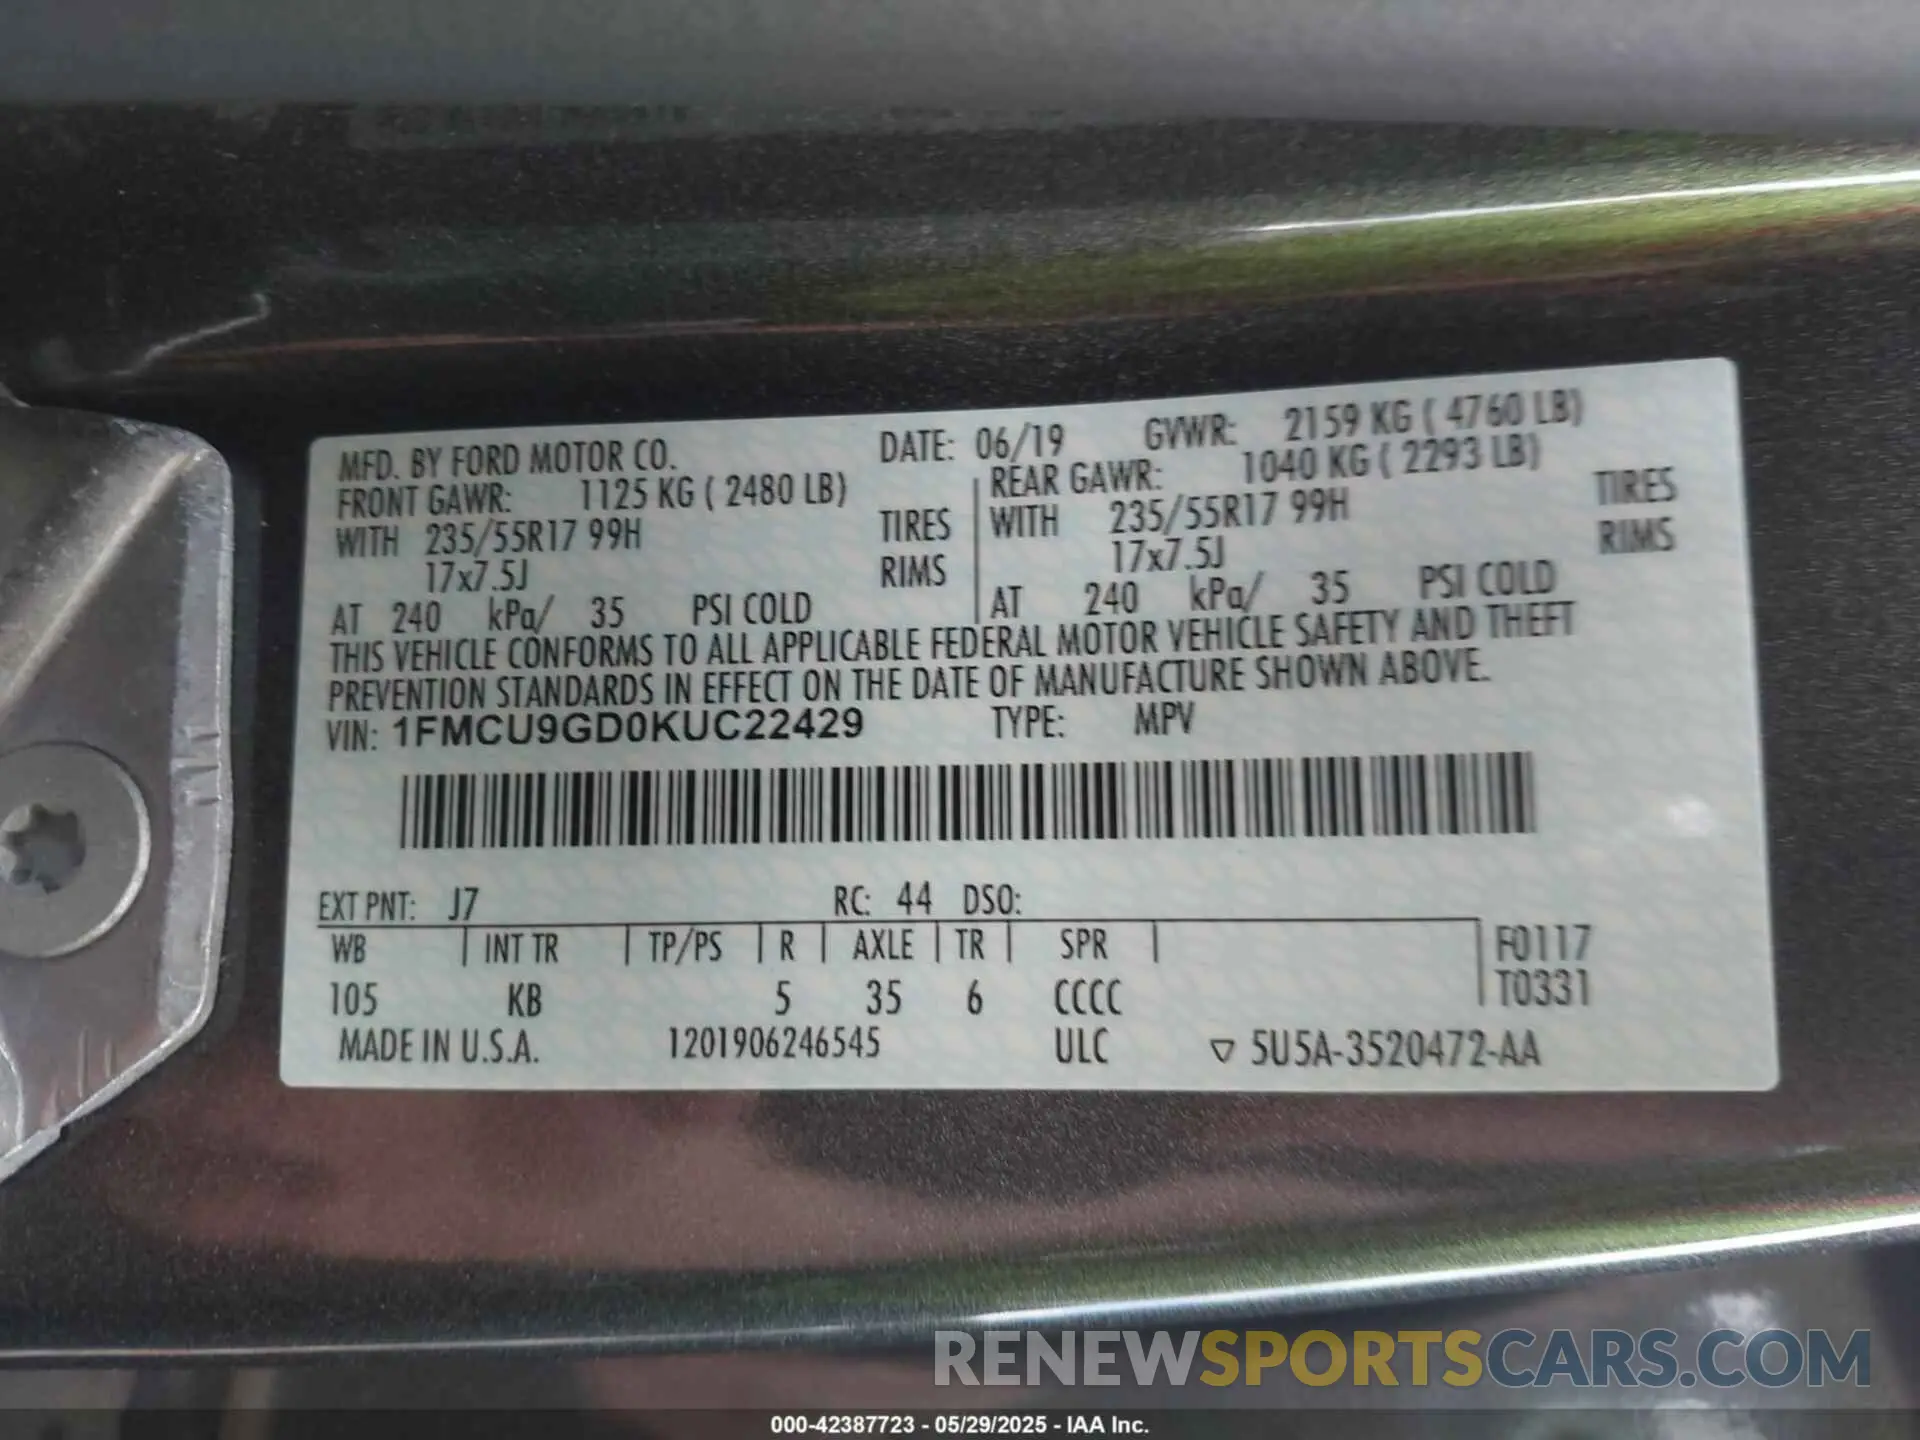 MFD. BY FORD MOTOR CO. DATE: 06/19 GVWR: 2159 KG ( 4760 LB)
FRONT GAWR: 1125 KG ( 2480 LB) REAR GAWR: 1040 KG ( 2293 LB)
WITH 235/55R17 99H TIRES WITH 235/55R17 99H TIRES
17x7.5J RIMS 17x7.5J RIMS
AT 240 kPa/ 35 PSI COLD AT 240 kPa/ 35 PSI COLD
THIS VEHICLE CONFORMS TO ALL APPLICABLE FEDERAL MOTOR VEHICLE SAFETY AND THEFT
PREVENTION STANDARDS IN EFFECT ON THE DATE OF MANUFACTURE SHOWN ABOVE.
VIN: 1FMCU9GD0KUC22429 TYPE: MPV
EXT PNT: J7 RC: 44 DSO:
WB INT TR TP/PS R AXLE TR SPR F0117
105 KB 5 35 6 CCCC T0331
MADE IN U.S.A. 1201906246545 ULC ▽ 5U5A-3520472-AA
RENEWSPORTSCARS.COM
000-42387723 - 05/29/2025 - IAA Inc.